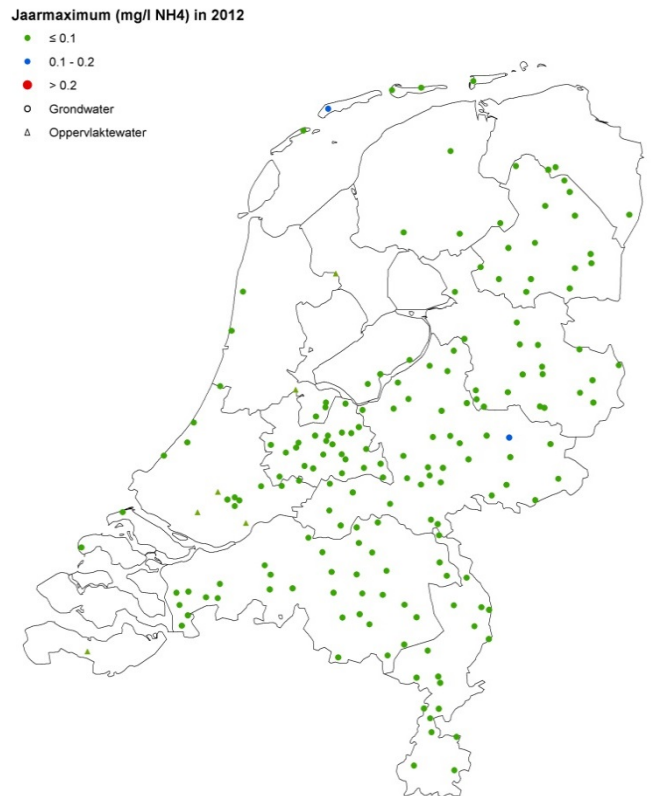 Jaarmaximum (mg/l NH4) in 2012
≤ 0.1
0.1 - 0.2
> 0.2
Grondwater
Oppervlaktewater